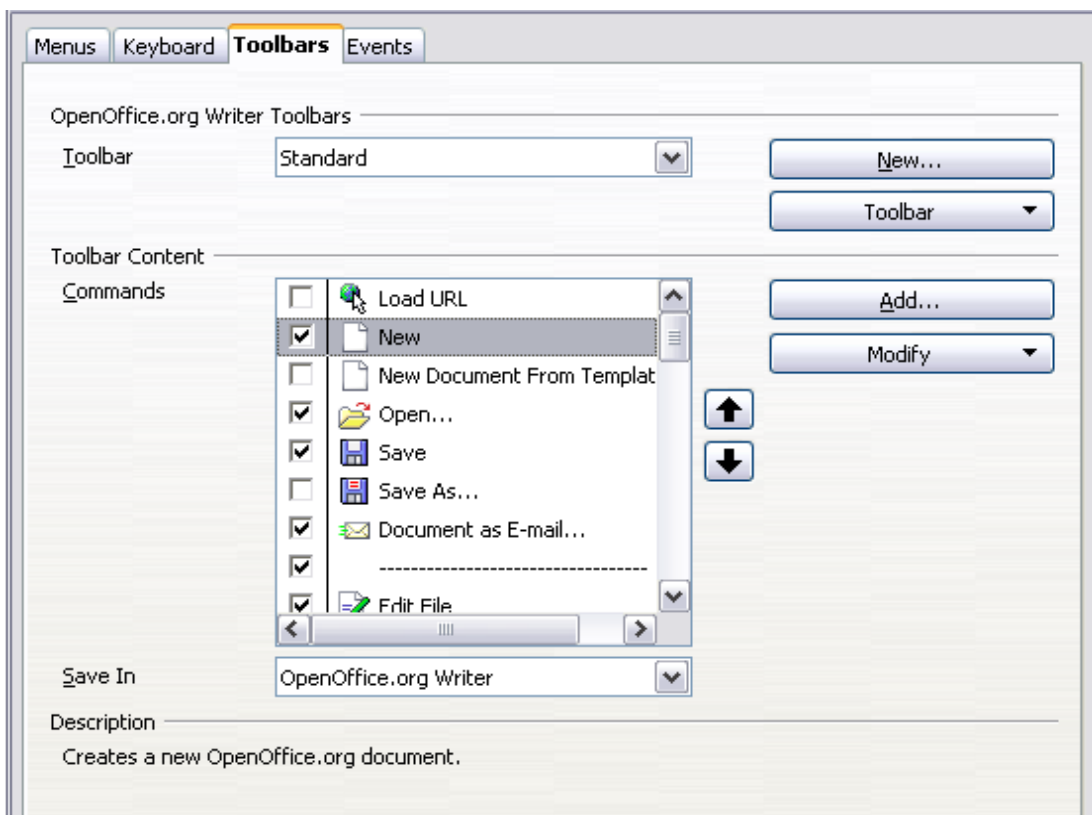 Menus Keyboard Toolbars Events
OpenOffice.org Writer Toolbars
Toolbar Standard New...
Toolbar
Toolbar Content
Commands Load URL Add...
New
Modify
New Document From Templat
Open...
Save
Save As...
Document as E-mail...
---------------------------------
Edit File
Save In OpenOffice.org Writer
Description
Creates a new OpenOffice.org document.